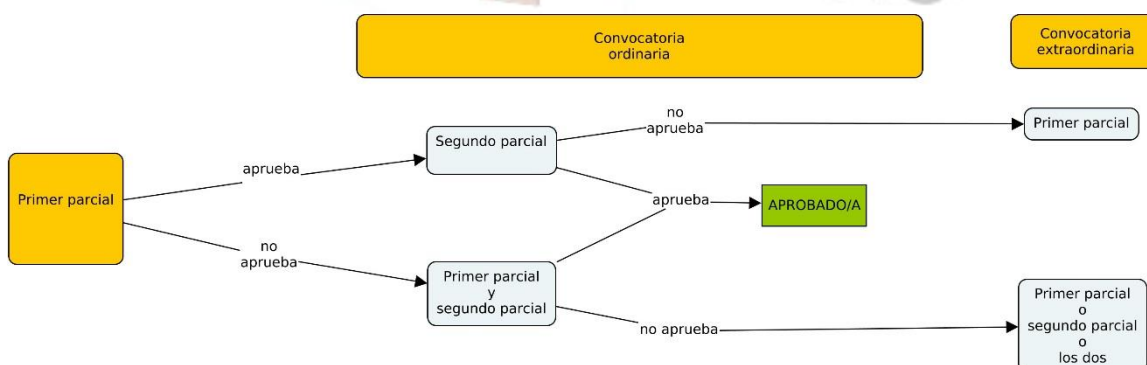 Convocatoria
ordinaria
Convocatoria
extraordinaria
Primer parcial
aprueba
no
aprueba
Segundo parcial
Primer parcial
y
segundo parcial
no
aprueba
aprueba
no aprueba
APROBADO/A
Primer parcial
Primer parcial
o
segundo parcial
o
los dos